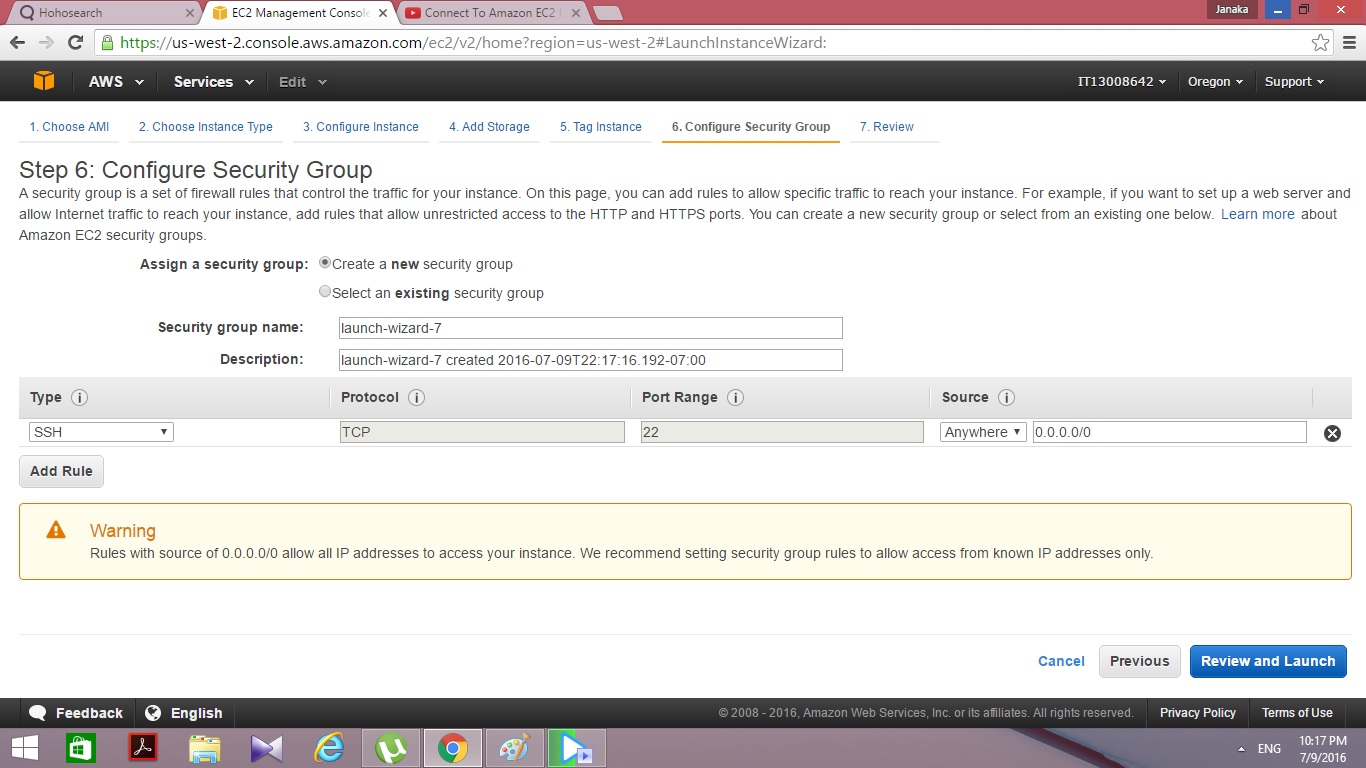 Hohosearch
EC2 Management Console
Connect To Amazon EC2
Janaka
https://us-west-2.console.aws.amazon.com/ec2/v2/home?region=us-west-2#LaunchInstanceWizard:
AWS Services Edit IT13008642 Oregon Support
1. Choose AMI 2. Choose Instance Type 3. Configure Instance 4. Add Storage 5. Tag Instance 6. Configure Security Group 7. Review
Step 6: Configure Security Group
A security group is a set of firewall rules that control the traffic for your instance. On this page, you can add rules to allow specific traffic to reach your instance. For example, if you want to set up a web server and
allow Internet traffic to reach your instance, add rules that allow unrestricted access to the HTTP and HTTPS ports. You can create a new security group or select from an existing one below. Learn more about
Amazon EC2 security groups.
Assign a security group: Create a new security group
Select an existing security group
Security group name: launch-wizard-7
Description: launch-wizard-7 created 2016-07-09T22:17:16.192-07:00
Type Protocol Port Range Source
SSH TCP 22 Anywhere 0.0.0.0/0
Add Rule
Warning
Rules with source of 0.0.0.0/0 allow all IP addresses to access your instance. We recommend setting security group rules to allow access from known IP addresses only.
Cancel Previous Review and Launch
Feedback English © 2008 - 2016, Amazon Web Services, Inc. or its affiliates. All rights reserved. Privacy Policy Terms of Use
ENG
10:17 PM
7/9/2016